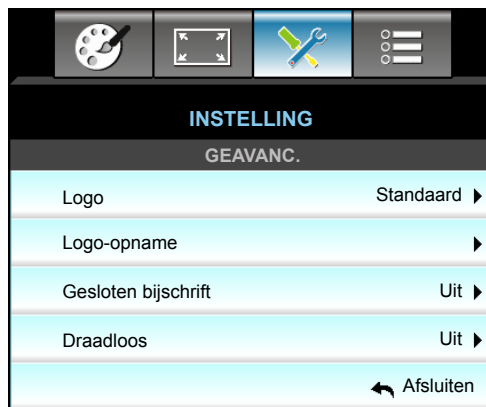 INSTELLING
GEAVANC.
Logo Standaard
Logo-opname
Gesloten bijschrift Uit
Draadloos Uit
Afsluiten